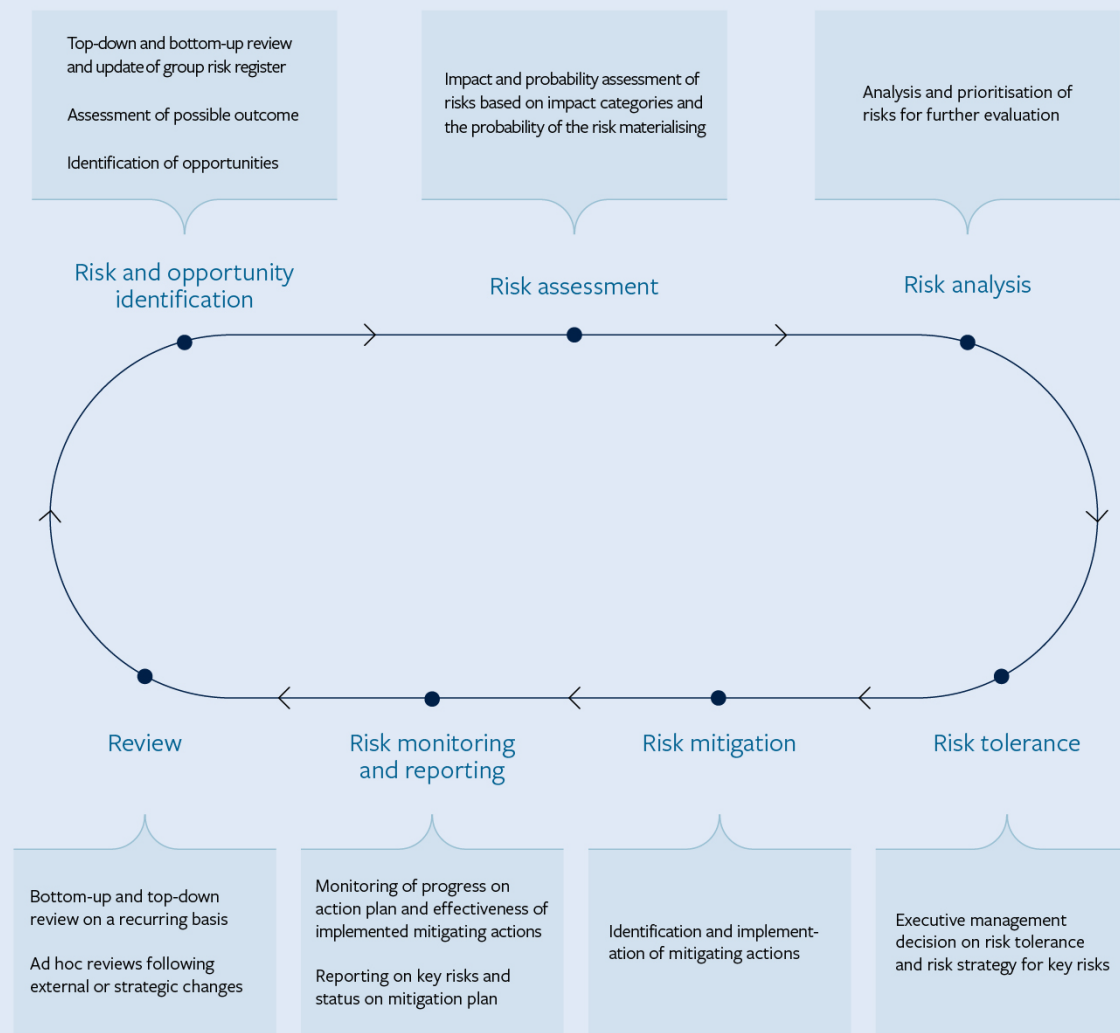 Top-down and bottom-up review
and update of group risk register
Assessment of possible outcome
Identification of opportunities
Impact and probability assessment of
risks based on impact categories and
the probability of the risk materialising
Analysis and prioritisation of
risks for further evaluation
Risk and opportunity
identification
Risk assessment
Risk analysis
Review
Risk monitoring
and reporting
Risk mitigation
Risk tolerance
Bottom-up and top-down
review on a recurring basis
Ad hoc reviews following
external or strategic changes
Monitoring of progress on
action plan and effectiveness of
implemented mitigating actions
Reporting on key risks and
status on mitigation plan
Identification and implement-
ation of mitigating actions
Executive management
decision on risk tolerance
and risk strategy for key risks